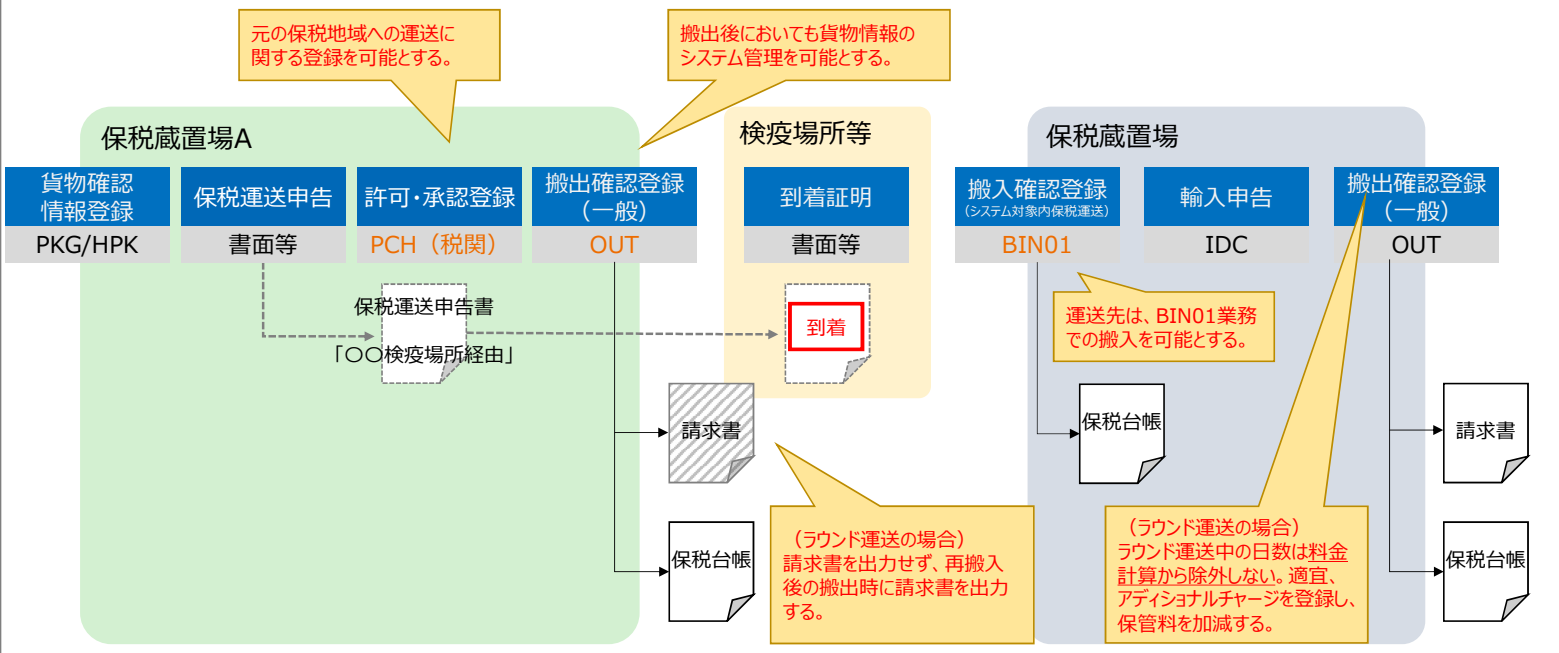 元の保税地域への運送に
関する登録を可能とする。
搬出後においても貨物情報の
システム管理を可能とする。
保税蔵置場A
検疫場所等
保税蔵置場
貨物確認
情報登録
PKG/HPK
保税運送申告
書面等
許可・承認登録
PCH（税関）
搬出確認登録
（一般）
OUT
到着証明
書面等
搬入確認登録
（システム対象内保税運送）
BIN01
輸入申告
IDC
搬出確認登録
（一般）
OUT
保税運送申告書
「〇〇検疫場所経由」
到着
運送先は、BIN01業務
での搬入を可能とする。
請求書
保税台帳
保税台帳
請求書
保税台帳
（ラウンド運送の場合）
請求書を出力せず、再搬入
後の搬出時に請求書を出力
する。
（ラウンド運送の場合）
ラウンド運送中の日数は料金
計算から除外しない。適宜、
アディショナルチャージを登録し、
保管料を加減する。